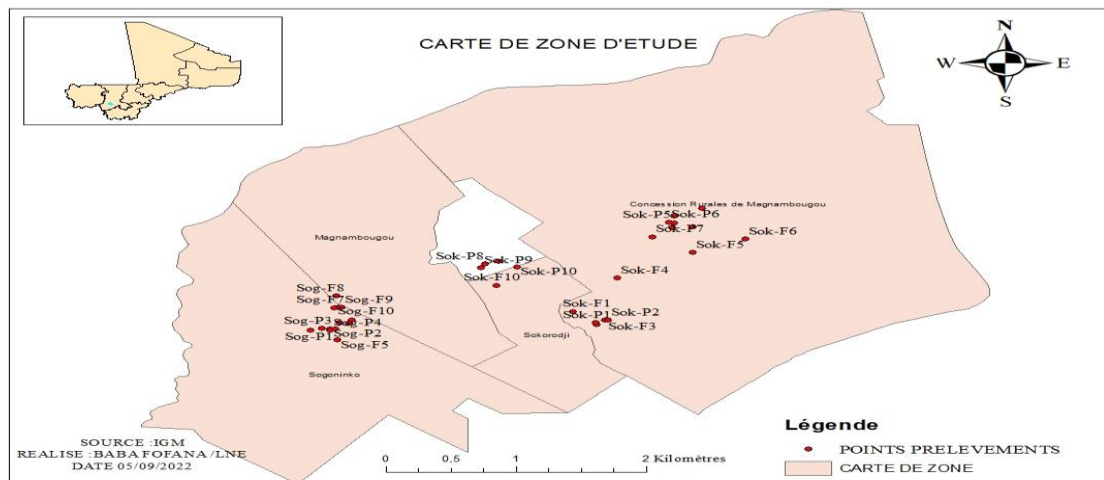 CARTE DE ZONE D'ETUDE
N
W E
S
Concession Rurales de Magnambougou
Sok-P5 Sok-P6
Sok-P7
Sok-F6
Sok-F5
Magnambougou
Sok-P8 Sok-P9
Sok-P10
Sok-F10
Sok-F4
Sog-F8
Sog-F7 Sog-F9
Sog-F10
Sok-F1
Sok-P1 Sok-P2
Sog-P3 Sog-P4
Sok-F3
Sog-P1 Sog-P2
Sokorodji
Sog-F5
Sogoninko
Légende
POINTS PRELEVEMENTS
CARTE DE ZONE
SOURCE :IGM
REALISE :BABA FOFANA /LNE
DATE 05/09/2022
0 0,5 1 2 Kilomètres